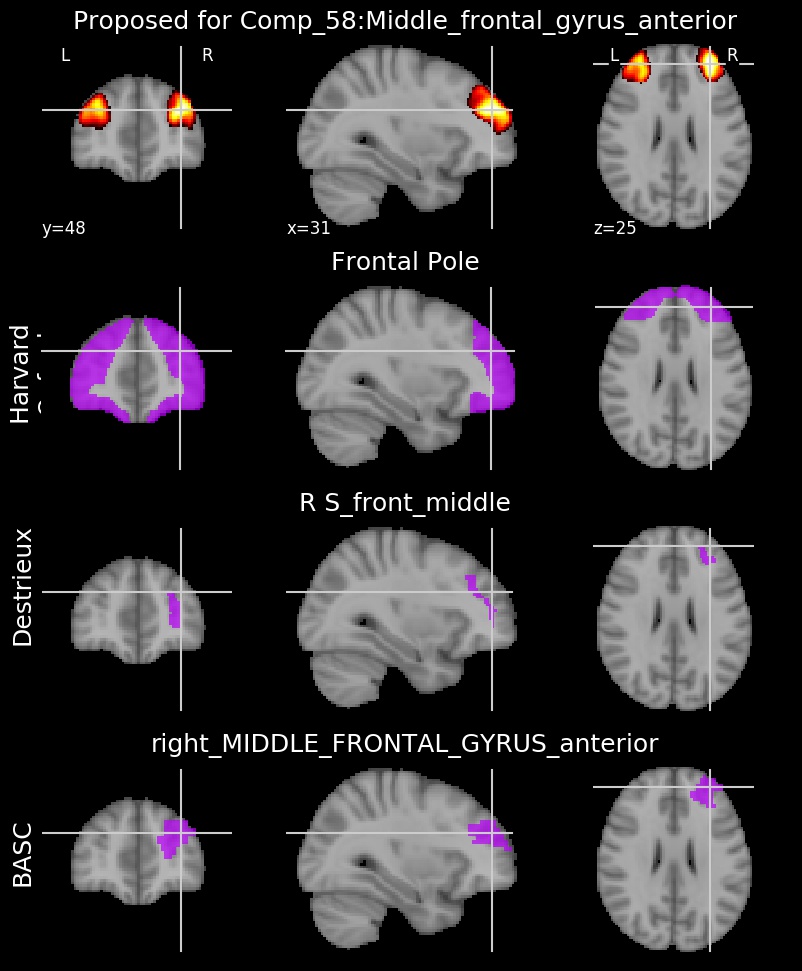 Proposed for Comp_58:Middle_frontal_gyrus_anterior
L R L R
y=48 x=31 z=25
Frontal Pole
Harvard
R S_front_middle
Destrieux
right_MIDDLE_FRONTAL_GYRUS_anterior
BASC